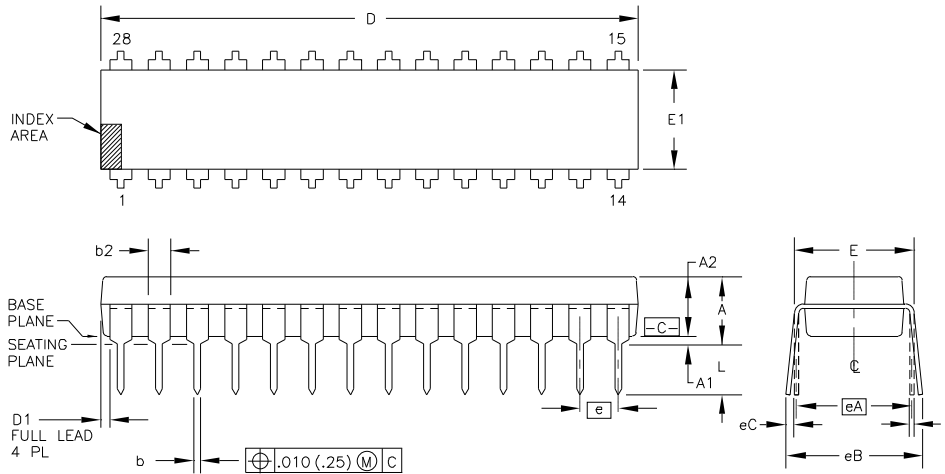 D
28
15
INDEX
AREA
E1
1
14
b2
E
A2
A
BASE
PLANE
-C-
SEATING
PLANE
L
A1
℄
D1
FULL LEAD
4 PL
e
eA
eC
b
⌖ .010 (.25) Ⓜ C
eB